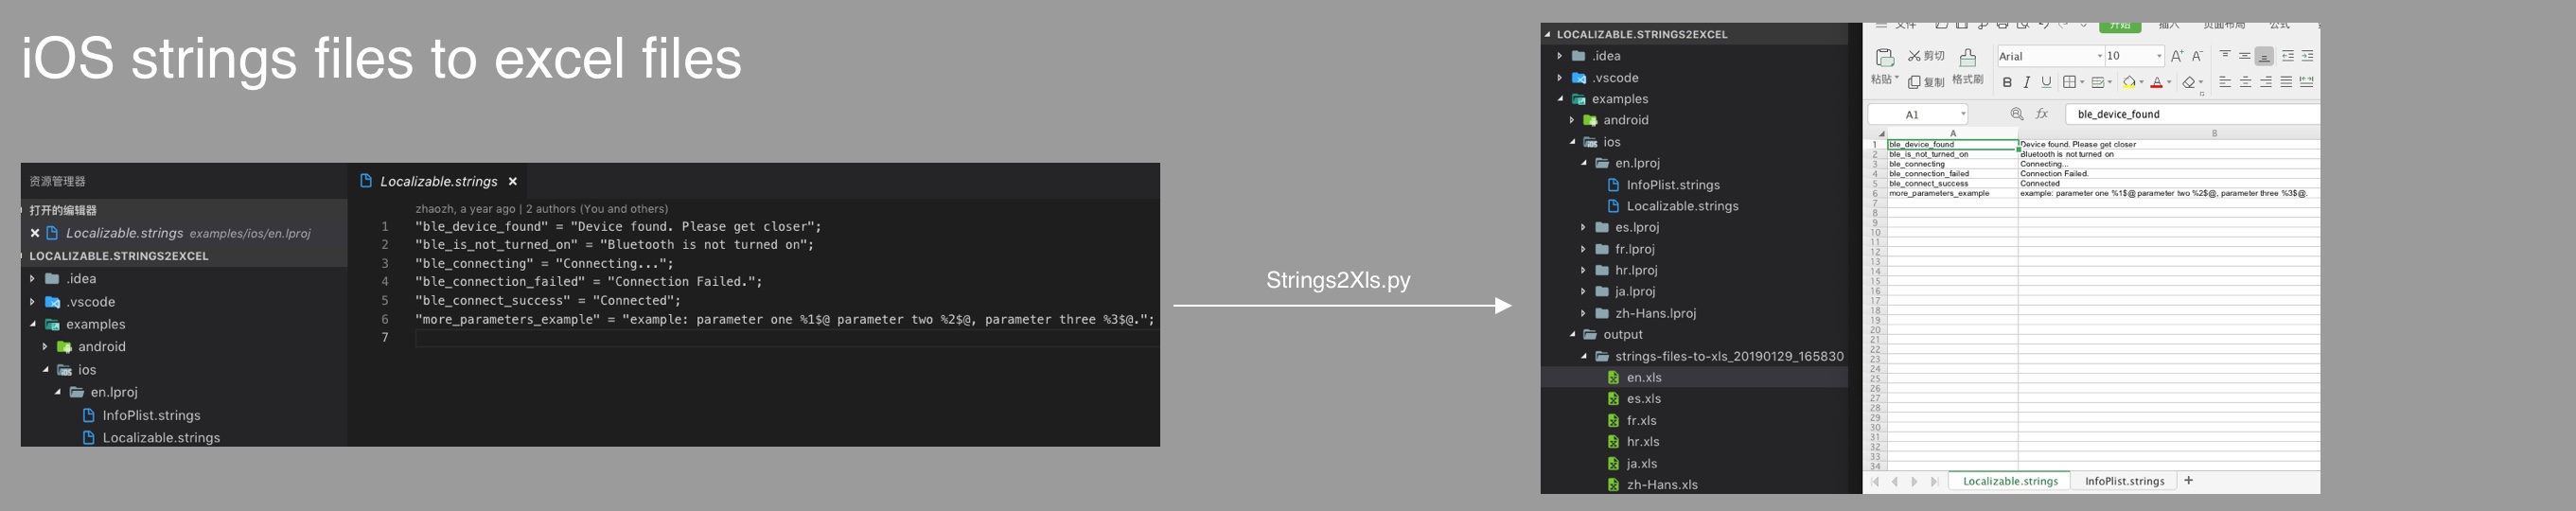 iOS strings files to excel files
资源管理器
打开的编辑器
Localizable.strings examples/ios/en.lproj
LOCALIZABLE.STRINGS2EXCEL
.idea
.vscode
examples
android
ios
en.lproj
InfoPlist.strings
Localizable.strings
Localizable.strings
zhaozh, a year ago | 2 authors (You and others)
1 "ble_device_found" = "Device found. Please get closer";
2 "ble_is_not_turned_on" = "Bluetooth is not turned on";
3 "ble_connecting" = "Connecting...";
4 "ble_connection_failed" = "Connection Failed.";
5 "ble_connect_success" = "Connected";
6 "more_parameters_example" = "example: parameter one %1$@ parameter two %2$@, parameter three %3$@.";
7
Strings2Xls.py
LOCALIZABLE.STRINGS2EXCEL
.idea
.vscode
examples
android
ios
en.lproj
InfoPlist.strings
Localizable.strings
es.lproj
fr.lproj
hr.lproj
ja.lproj
zh-Hans.lproj
output
strings-files-to-xls_20190129_165830
en.xls
es.xls
fr.xls
hr.xls
ja.xls
zh-Hans.xls
文件 开始 插入 页面布局 公式
剪切 Arial 10 A+ A-
粘贴 复制 格式刷 B I U A
A1 fx ble_device_found
A B
1 ble_device_found Device found. Please get closer
2 ble_is_not_turned_on Bluetooth is not turned on
3 ble_connecting Connecting...
4 ble_connection_failed Connection Failed.
5 ble_connect_success Connected
6 more_parameters_example example: parameter one %1$@ parameter two %2$@, parameter three %3$@.
7
8
9
10
11
12
13
14
15
16
17
18
19
20
21
22
23
24
25
26
27
28
29
30
31
32
33
34
Localizable.strings InfoPlist.strings +